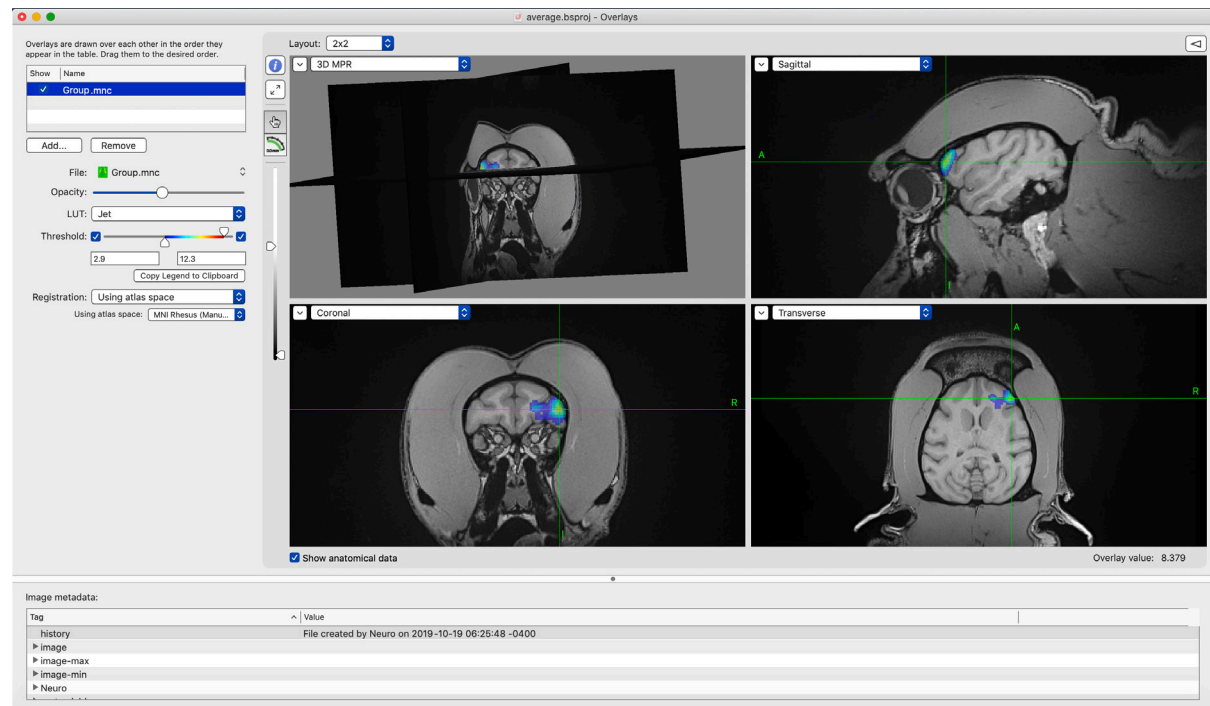 average.bsproj - Overlays
Overlays are drawn over each other in the order they
appear in the table. Drag them to the desired order.
Show Name
Group.mnc
Add... Remove
File: Group.mnc
Opacity:
LUT: Jet
Threshold:
2.9 12.3
Copy Legend to Clipboard
Registration: Using atlas space
Using atlas space: MNI Rhesus (Manu...
Layout: 2x2
3D MPR
Sagittal
A
I
Coronal
R
I
Transverse
A
R
Show anatomical data
Overlay value: 8.379
Image metadata:
Tag Value
history File created by Neuro on 2019-10-19 06:25:48 -0400
image
image-max
image-min
Neuro